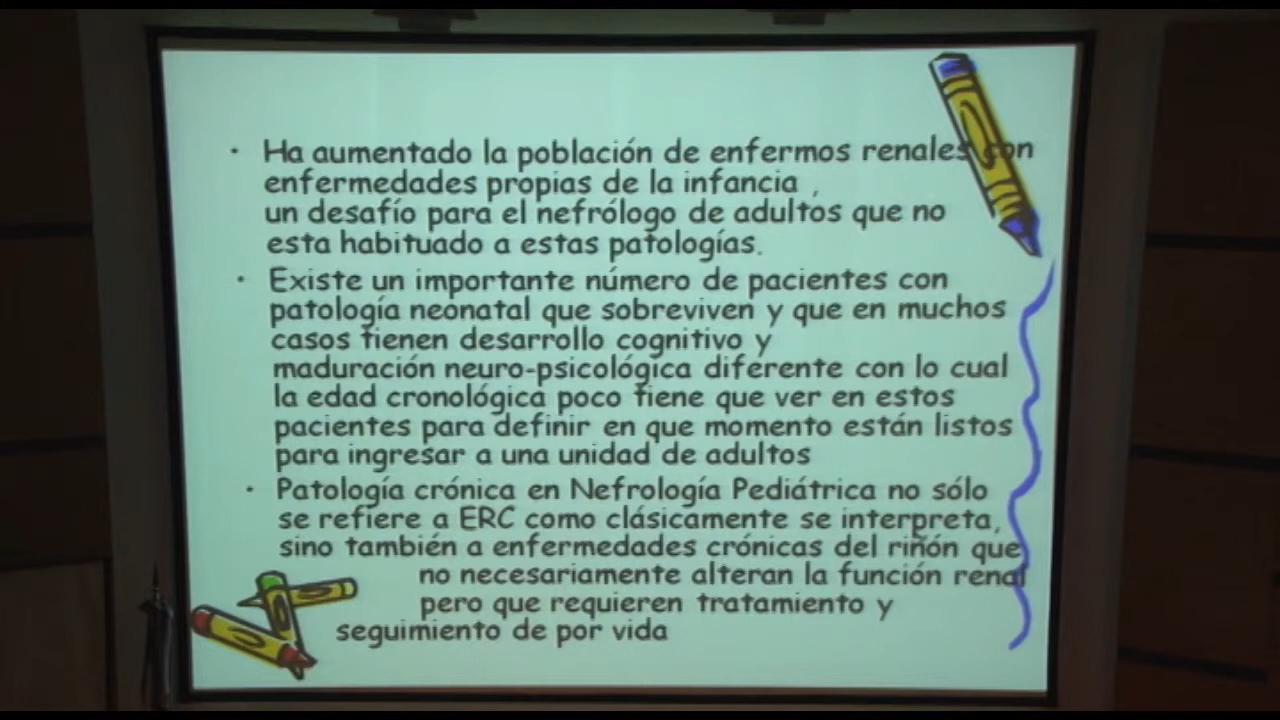 · Ha aumentado la población de enfermos renales con
enfermedades propias de la infancia ,
un desafío para el nefrólogo de adultos que no
esta habituado a estas patologías.
· Existe un importante número de pacientes con
patología neonatal que sobreviven y que en muchos
casos tienen desarrollo cognitivo y
maduración neuro-psicológica diferente con lo cual
la edad cronológica poco tiene que ver en estos
pacientes para definir en que momento están listos
para ingresar a una unidad de adultos
· Patología crónica en Nefrología Pediátrica no sólo
se refiere a ERC como clásicamente se interpreta,
sino también a enfermedades crónicas del riñón que
no necesariamente alteran la función renal
pero que requieren tratamiento y
seguimiento de por vida